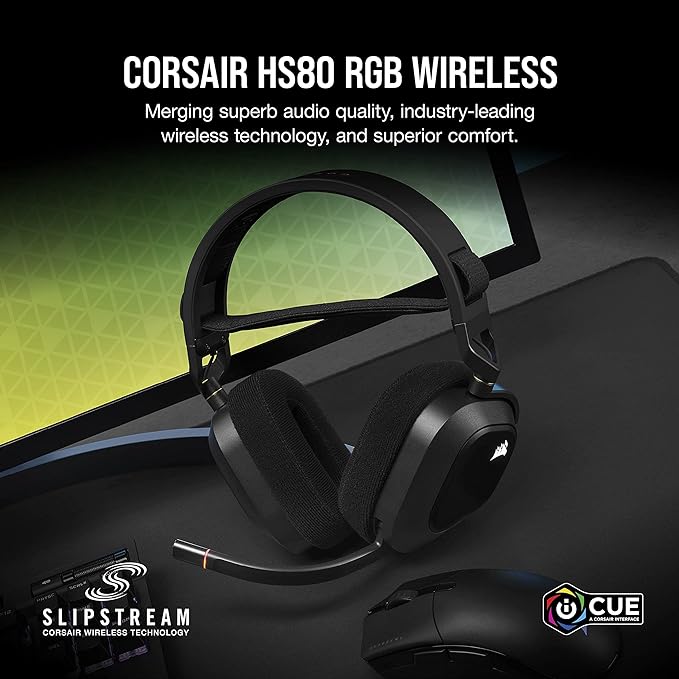 CORSAIR HS80 RGB WIRELESS
Merging superb audio quality, industry-leading
wireless technology, and superior comfort.
SLIPSTREAM
CORSAIR WIRELESS TECHNOLOGY
iCUE
A CORSAIR INTERFACE